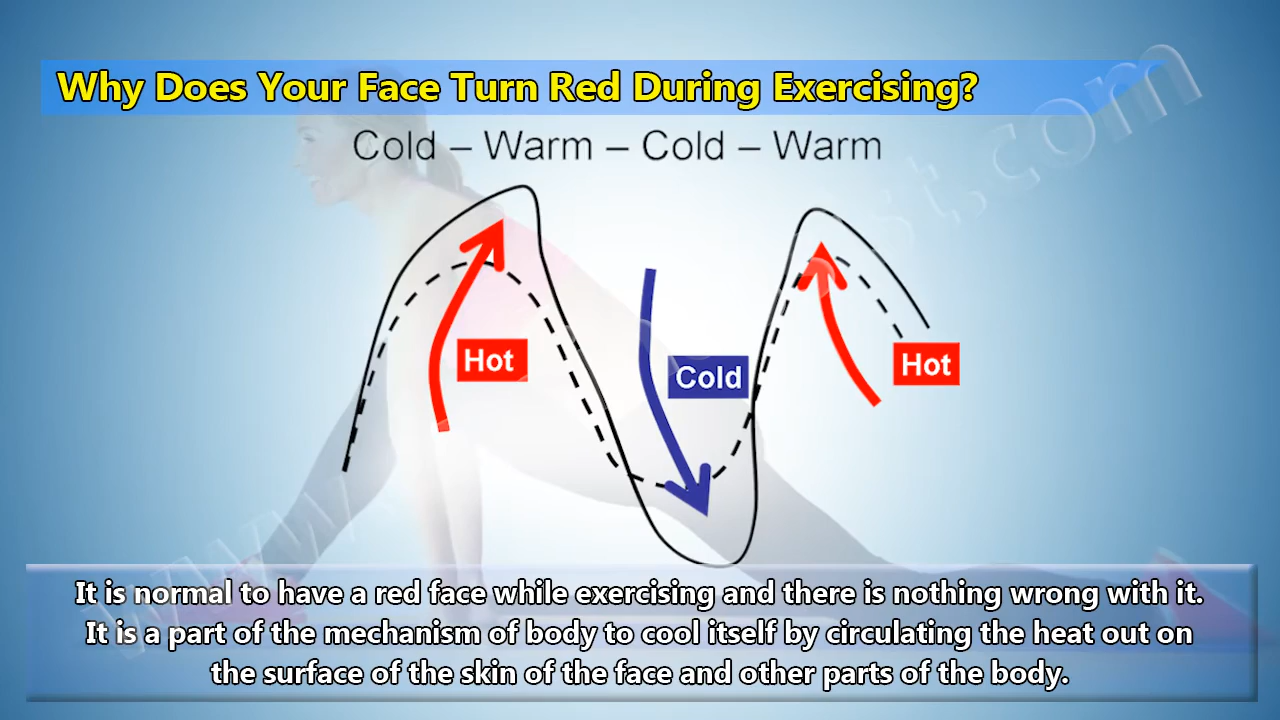 Why Does Your Face Turn Red During Exercising?
Cold – Warm – Cold – Warm
Hot
Cold
Hot
It is normal to have a red face while exercising and there is nothing wrong with it.
It is a part of the mechanism of body to cool itself by circulating the heat out on
the surface of the skin of the face and other parts of the body.